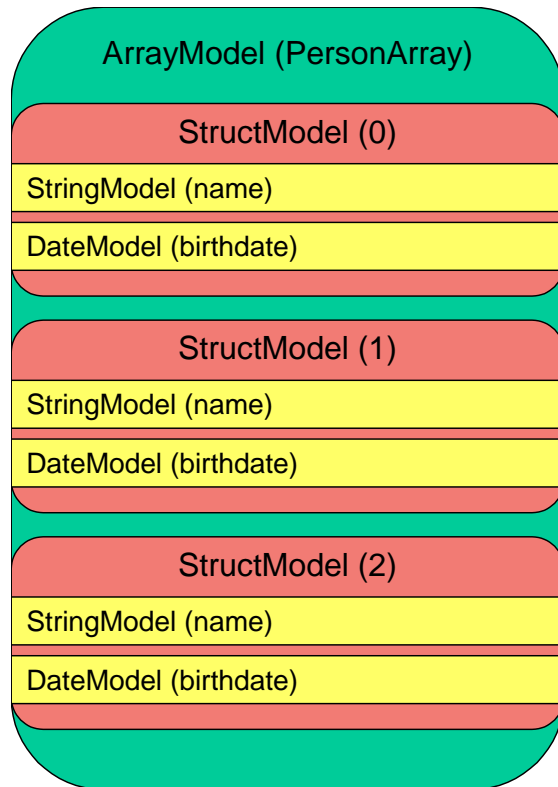 ArrayModel (PersonArray)
StructModel (0)
StringModel (name)
DateModel (birthdate)
StructModel (1)
StringModel (name)
DateModel (birthdate)
StructModel (2)
StringModel (name)
DateModel (birthdate)